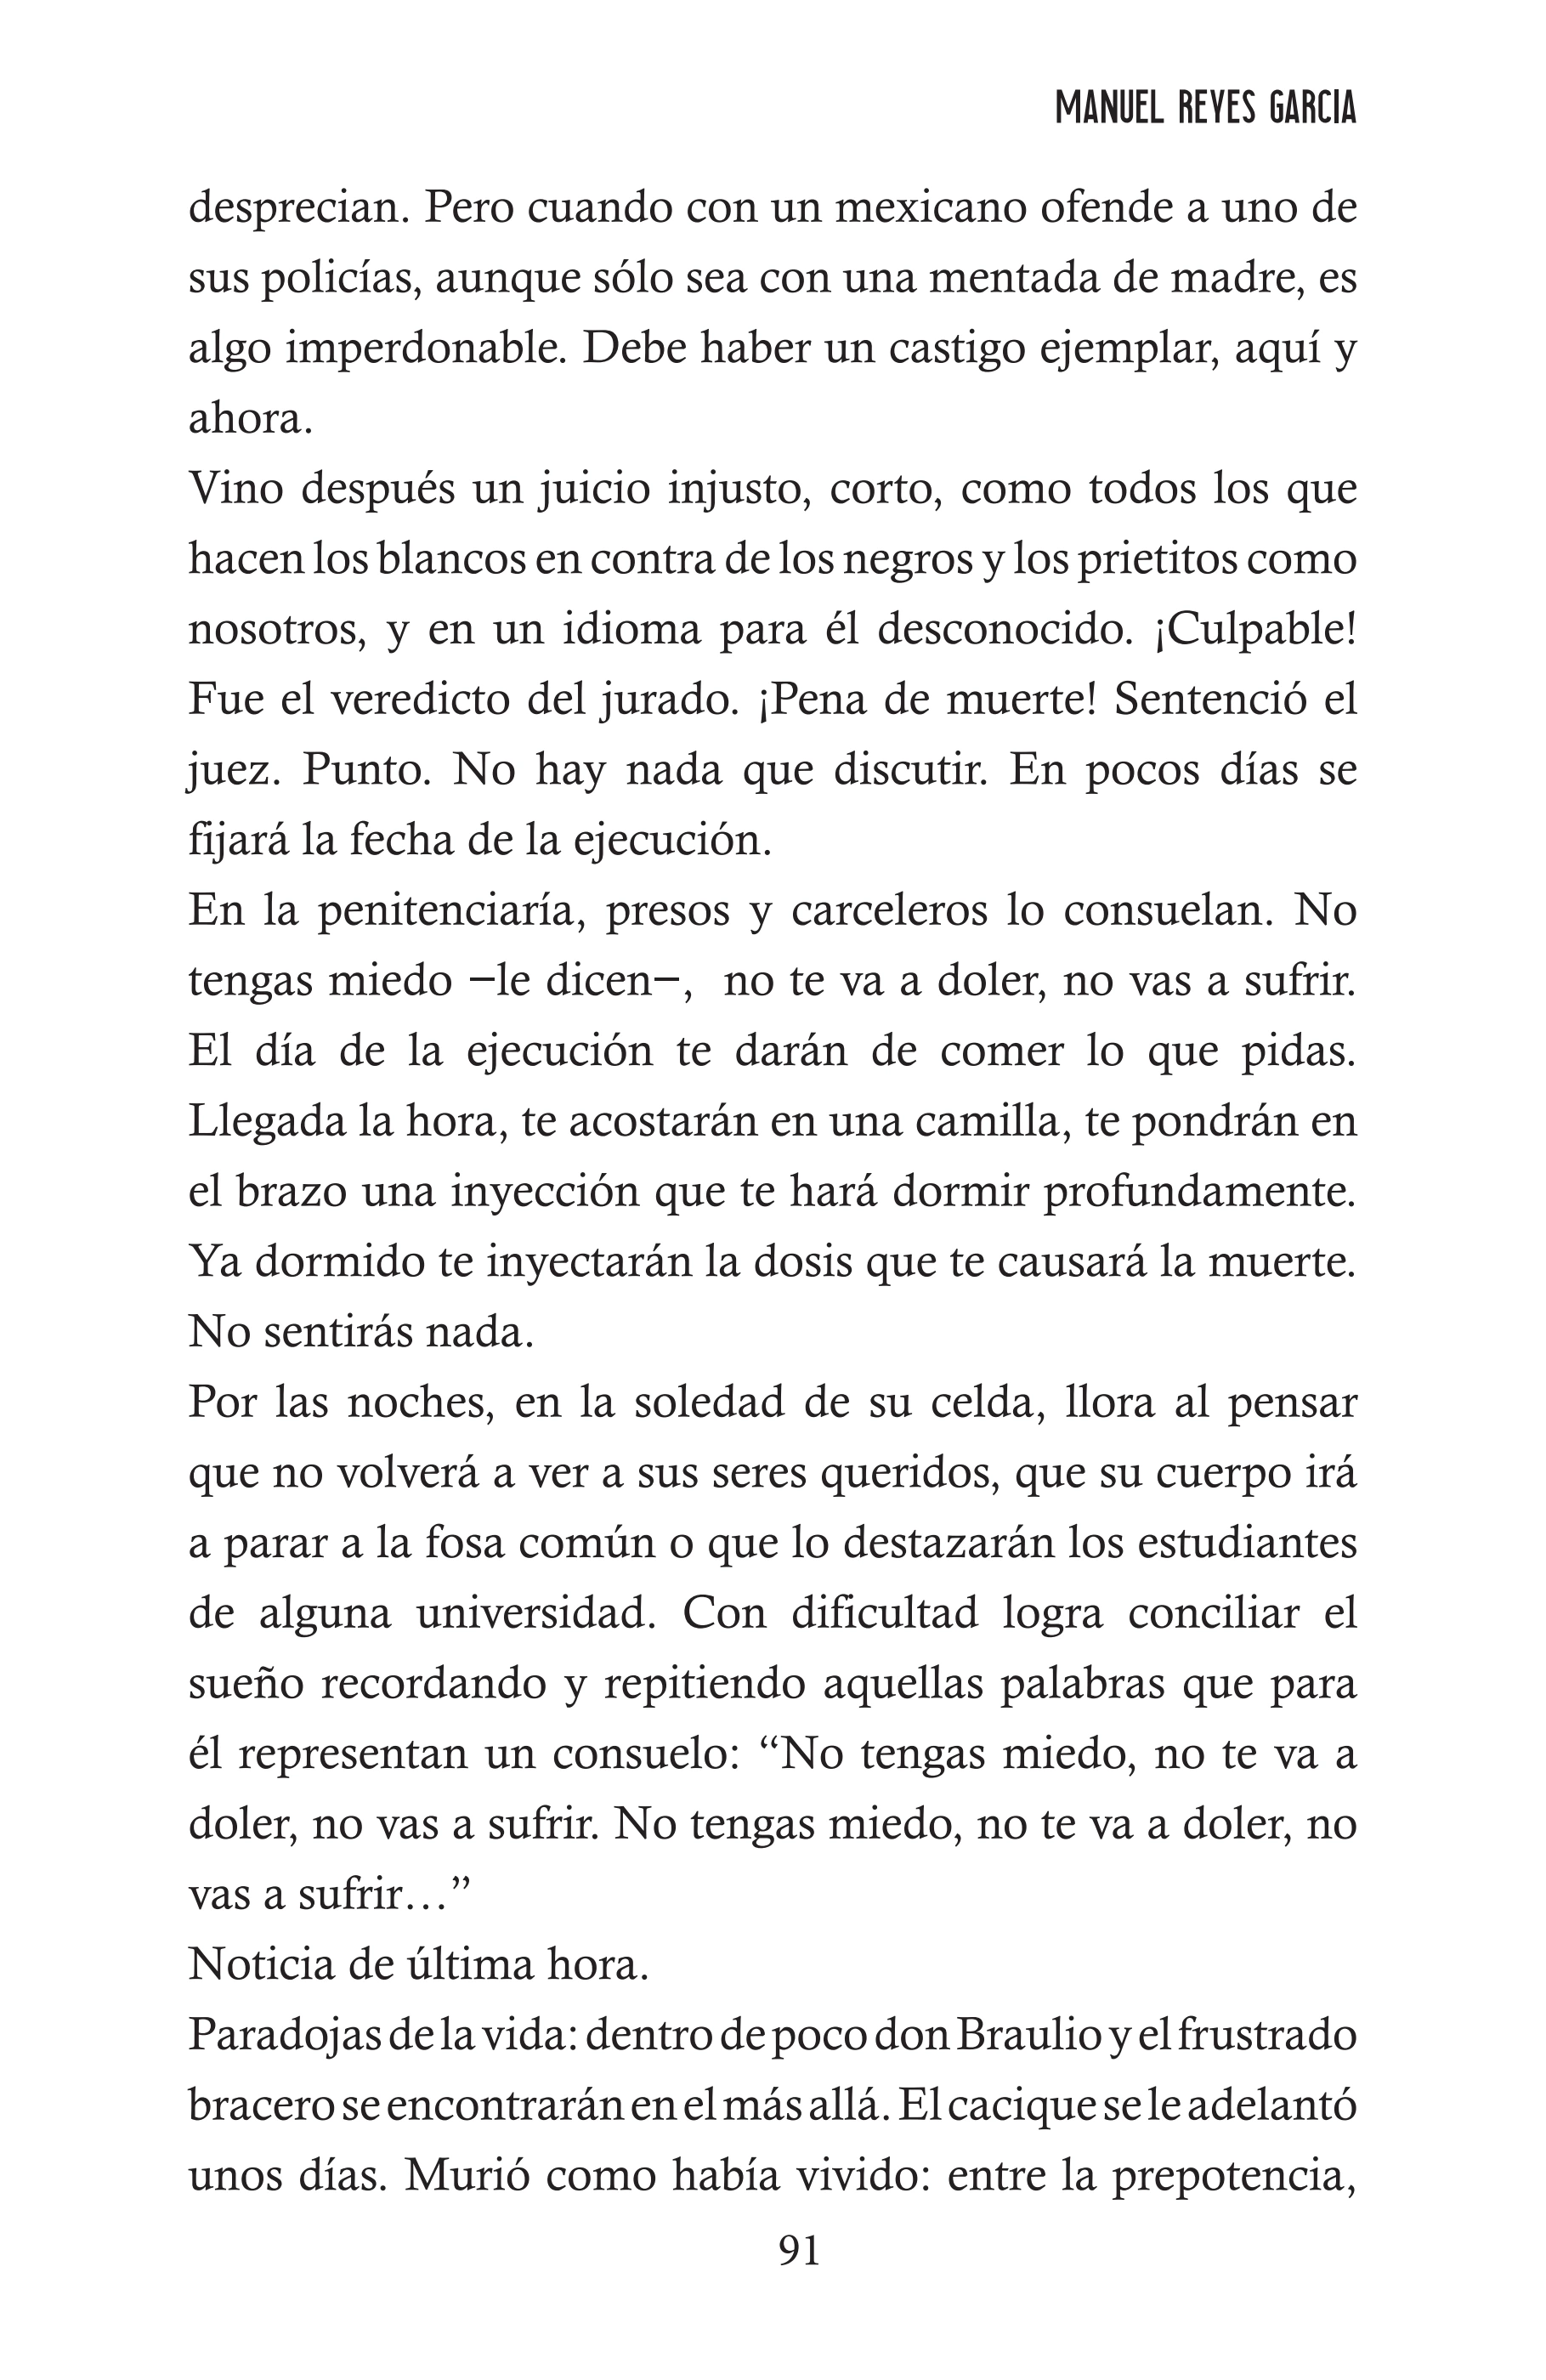 MANUEL REYES GARCIA
desprecian. Pero cuando con un mexicano ofende a uno de
sus policías, aunque sólo sea con una mentada de madre, es
algo imperdonable. Debe haber un castigo ejemplar, aquí y
ahora.
Vino después un juicio injusto, corto, como todos los que
hacen los blancos en contra de los negros y los prietitos como
nosotros, y en un idioma para él desconocido. ¡Culpable!
Fue el veredicto del jurado. ¡Pena de muerte! Sentenció el
juez. Punto. No hay nada que discutir. En pocos días se
fijará la fecha de la ejecución.
En la penitenciaría, presos y carceleros lo consuelan. No
tengas miedo –le dicen–,  no te va a doler, no vas a sufrir.
El día de la ejecución te darán de comer lo que pidas.
Llegada la hora, te acostarán en una camilla, te pondrán en
el brazo una inyección que te hará dormir profundamente.
Ya dormido te inyectarán la dosis que te causará la muerte.
No sentirás nada.
Por las noches, en la soledad de su celda, llora al pensar
que no volverá a ver a sus seres queridos, que su cuerpo irá
a parar a la fosa común o que lo destazarán los estudiantes
de alguna universidad. Con dificultad logra conciliar el
sueño recordando y repitiendo aquellas palabras que para
él representan un consuelo: “No tengas miedo, no te va a
doler, no vas a sufrir. No tengas miedo, no te va a doler, no
vas a sufrir…”
Noticia de última hora.
Paradojas de la vida: dentro de poco don Braulio y el frustrado
bracero se encontrarán en el más allá. El cacique se le adelantó
unos días. Murió como había vivido: entre la prepotencia,
91